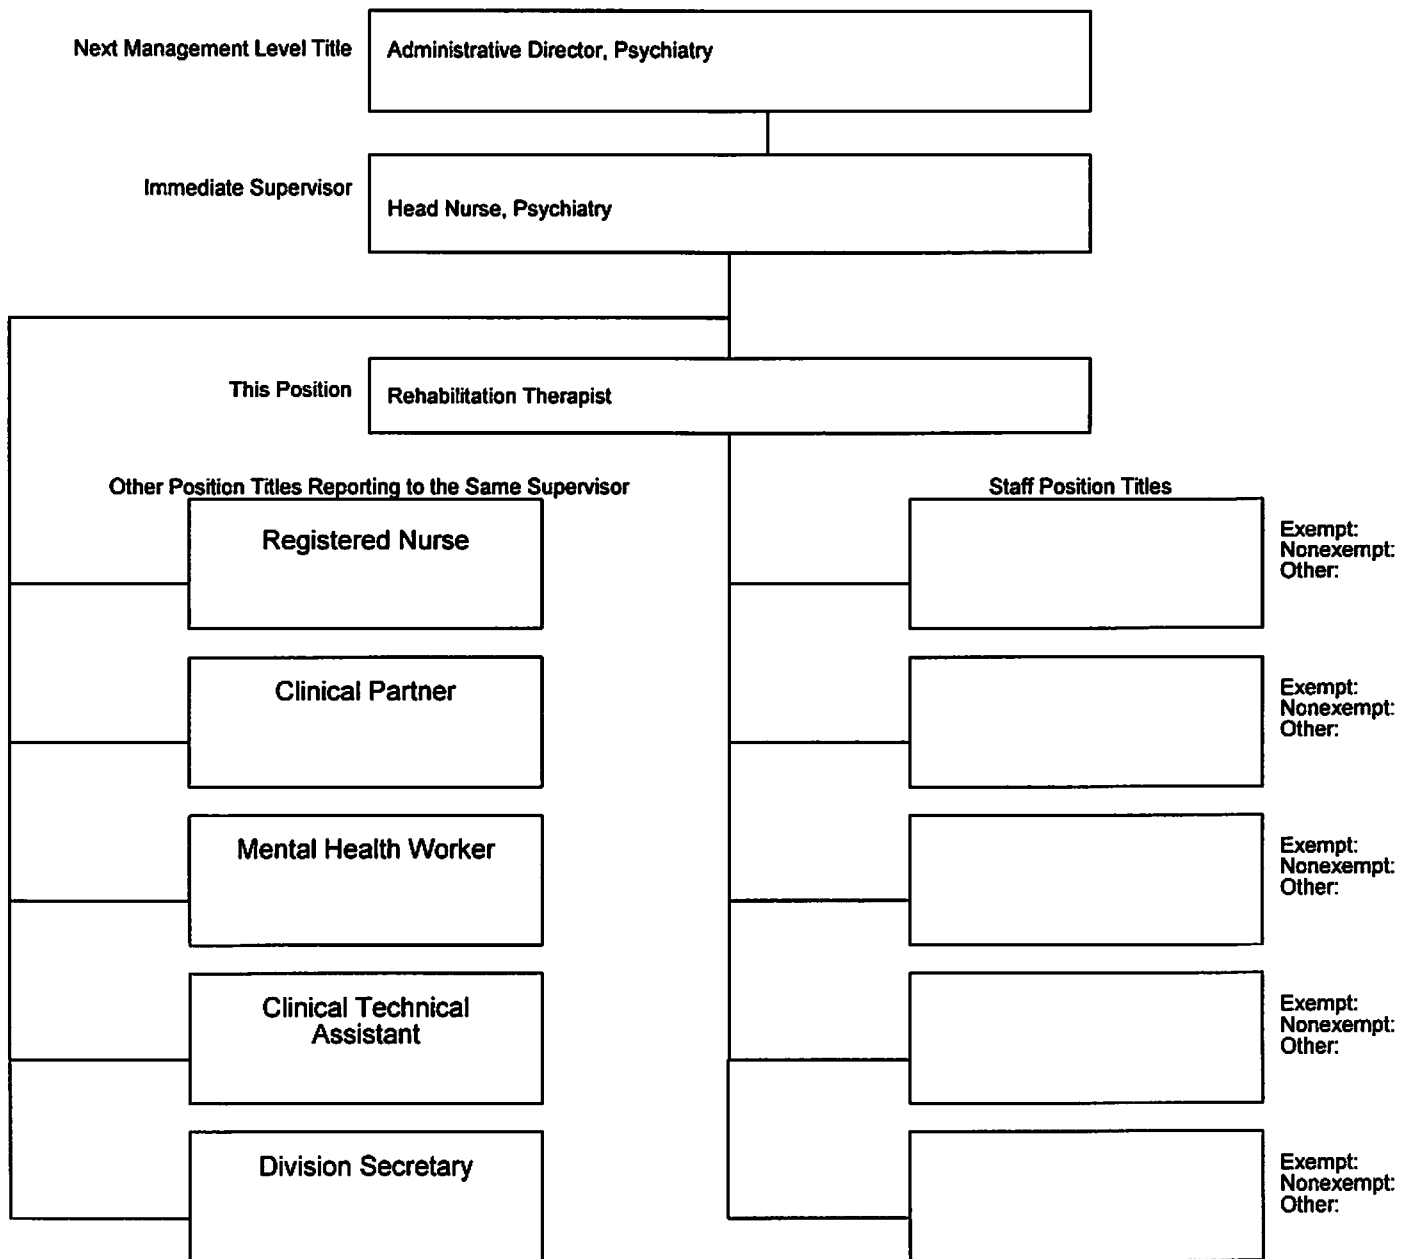 Next Management Level Title
Administrative Director, Psychiatry
Immediate Supervisor
Head Nurse, Psychiatry
This Position
Rehabilitation Therapist
Other Position Titles Reporting to the Same Supervisor
Staff Position Titles
Registered Nurse
Exempt:
Nonexempt:
Other:
Clinical Partner
Exempt:
Nonexempt:
Other:
Mental Health Worker
Exempt:
Nonexempt:
Other:
Clinical Technical
Assistant
Exempt:
Nonexempt:
Other:
Division Secretary
Exempt:
Nonexempt:
Other: